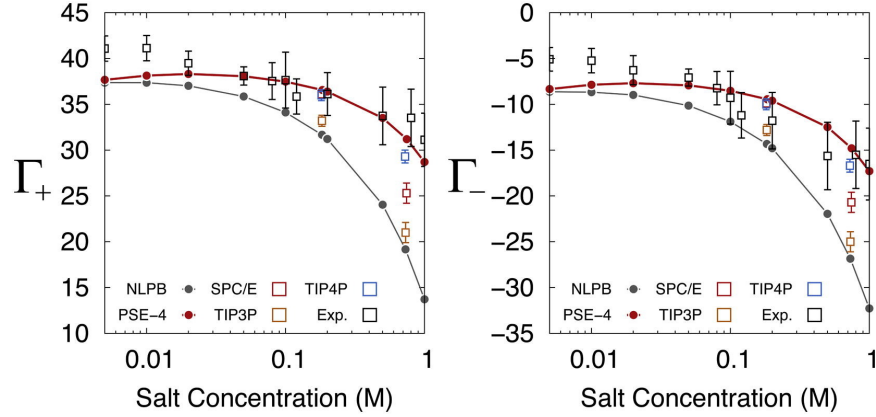 45
40
35
30
25
20
15
10
Γ+
NLPB SPC/E TIP4P
PSE−4 TIP3P Exp.
0.01 0.1 1
Salt Concentration (M)
0
−5
−10
−15
−20
−25
−30
−35
Γ−
NLPB SPC/E TIP4P
PSE−4 TIP3P Exp.
0.01 0.1 1
Salt Concentration (M)